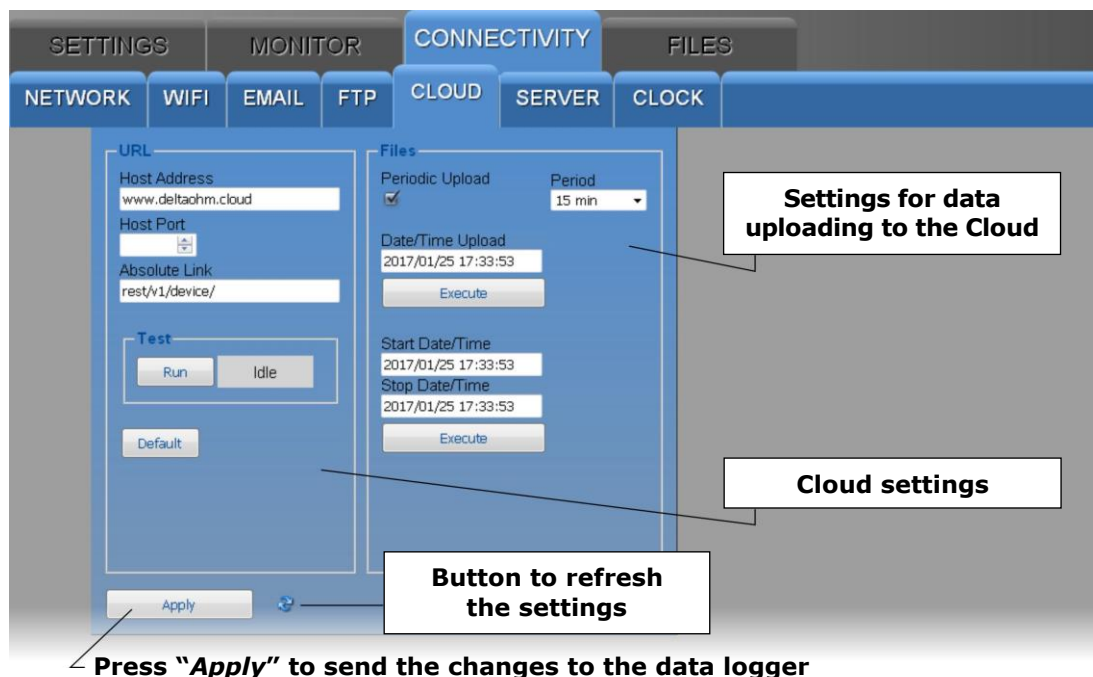 SETTINGS MONITOR CONNECTIVITY FILES
NETWORK WIFI EMAIL FTP CLOUD SERVER CLOCK
URL
Host Address
www.deltaohm.cloud
Host Port
Absolute Link
rest/v1/device/
Test
Run Idle
Default
Files
Periodic Upload Period
15 min
Date/Time Upload
2017/01/25 17:33:53
Execute
Start Date/Time
2017/01/25 17:33:53
Stop Date/Time
2017/01/25 17:33:53
Execute
Settings for data
uploading to the Cloud
Cloud settings
Button to refresh
the settings
Apply
Press “Apply” to send the changes to the data logger